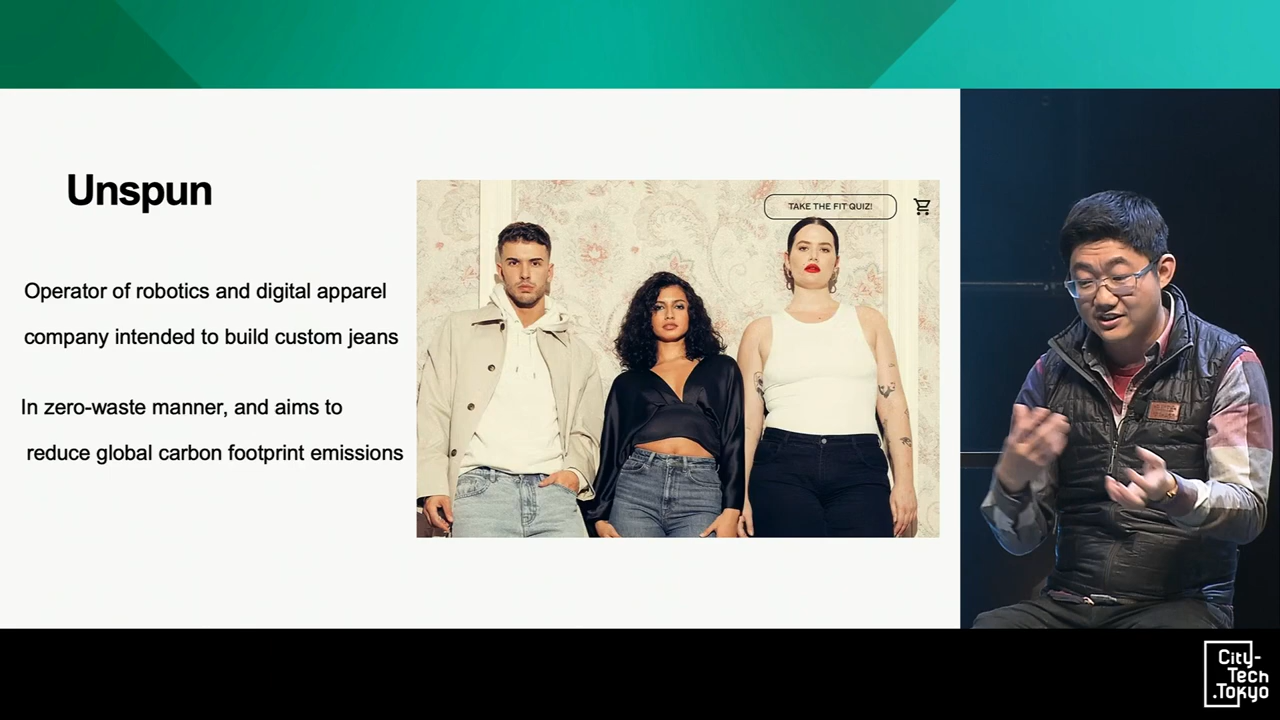 Unspun
Operator of robotics and digital apparel
company intended to build custom jeans
In zero-waste manner, and aims to
reduce global carbon footprint emissions
TAKE THE FIT QUIZ!
City-
Tech
.Tokyo